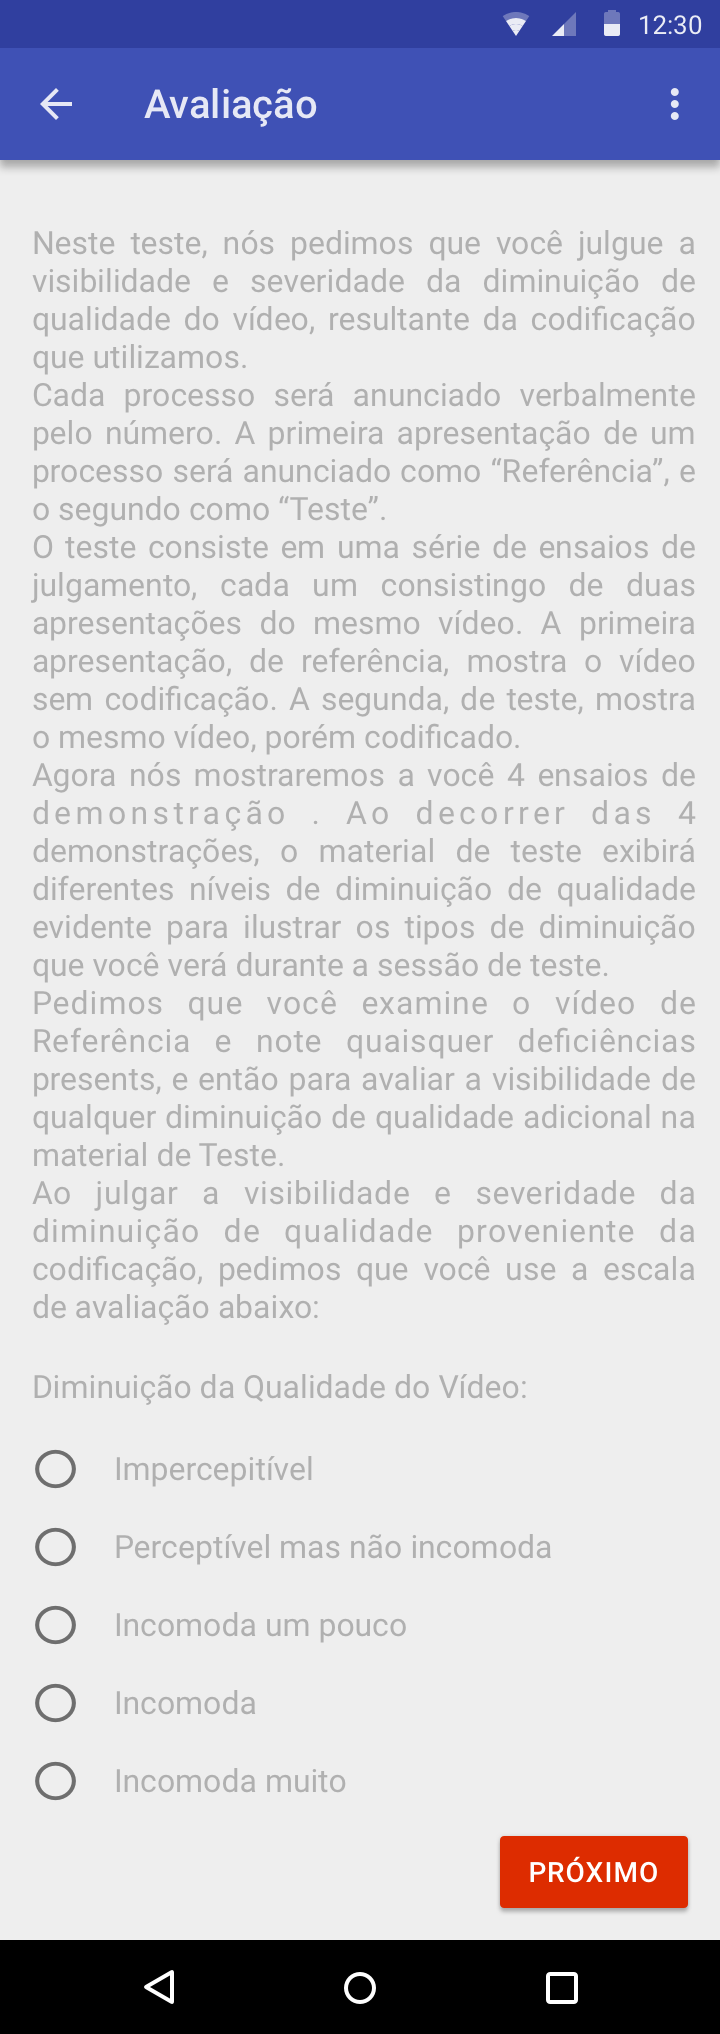 12:30
Avaliação
Neste teste, nós pedimos que você julgue a
visibilidade e severidade da diminuição de
qualidade do vídeo, resultante da codificação
que utilizamos.
Cada processo será anunciado verbalmente
pelo número. A primeira apresentação de um
processo será anunciado como “Referência”, e
o segundo como “Teste”.
O teste consiste em uma série de ensaios de
julgamento, cada um consistingo de duas
apresentações do mesmo vídeo. A primeira
apresentação, de referência, mostra o vídeo
sem codificação. A segunda, de teste, mostra
o mesmo vídeo, porém codificado.
Agora nós mostraremos a você 4 ensaios de
demonstração . Ao decorrer das 4
demonstrações, o material de teste exibirá
diferentes níveis de diminuição de qualidade
evidente para ilustrar os tipos de diminuição
que você verá durante a sessão de teste.
Pedimos que você examine o vídeo de
Referência e note quaisquer deficiências
presents, e então para avaliar a visibilidade de
qualquer diminuição de qualidade adicional na
material de Teste.
Ao julgar a visibilidade e severidade da
diminuição de qualidade proveniente da
codificação, pedimos que você use a escala
de avaliação abaixo:
Diminuição da Qualidade do Vídeo:
Impercepitível
Perceptível mas não incomoda
Incomoda um pouco
Incomoda
Incomoda muito
PRÓXIMO